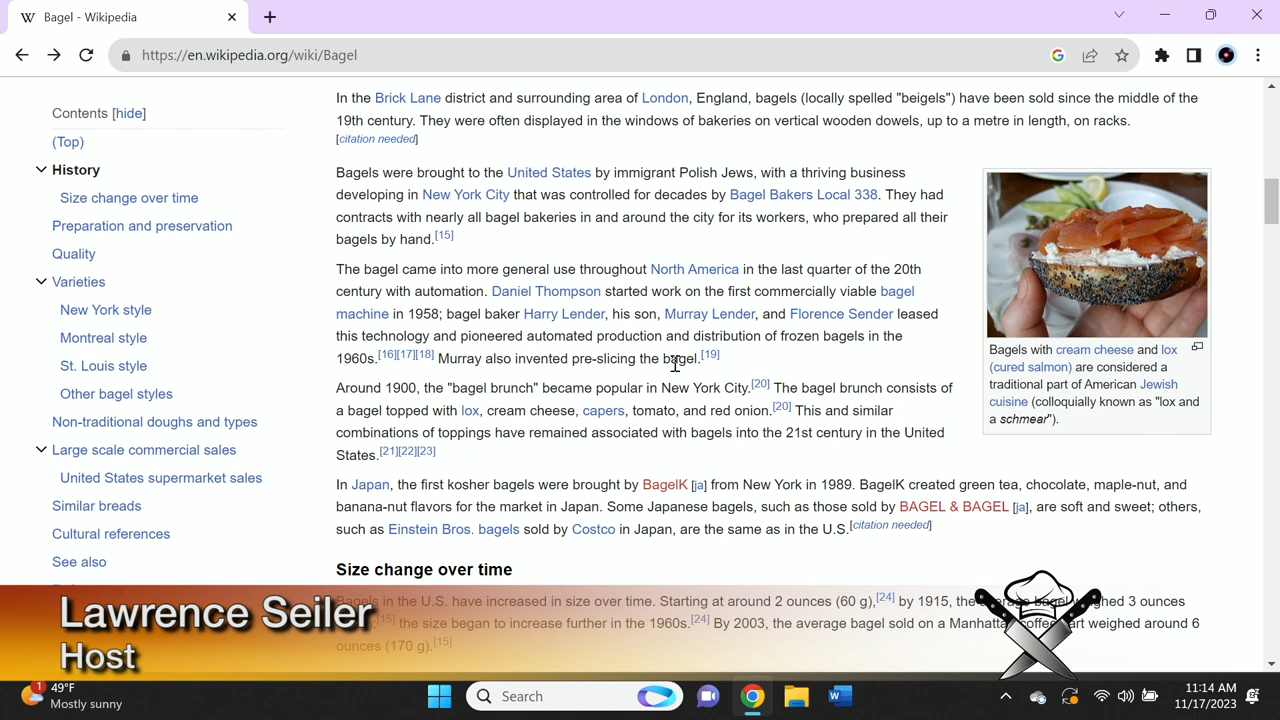 Bagel - Wikipedia
https://en.wikipedia.org/wiki/Bagel
Contents [hide]
(Top)
History
Size change over time
Preparation and preservation
Quality
Varieties
New York style
Montreal style
St. Louis style
Other bagel styles
Non-traditional doughs and types
Large scale commercial sales
United States supermarket sales
Similar breads
Cultural references
See also
In the Brick Lane district and surrounding area of London, England, bagels (locally spelled "beigels") have been sold since the middle of the
19th century. They were often displayed in the windows of bakeries on vertical wooden dowels, up to a metre in length, on racks.
[citation needed]
Bagels were brought to the United States by immigrant Polish Jews, with a thriving business
developing in New York City that was controlled for decades by Bagel Bakers Local 338. They had
contracts with nearly all bagel bakeries in and around the city for its workers, who prepared all their
bagels by hand.[15]
The bagel came into more general use throughout North America in the last quarter of the 20th
century with automation. Daniel Thompson started work on the first commercially viable bagel
machine in 1958; bagel baker Harry Lender, his son, Murray Lender, and Florence Sender leased
this technology and pioneered automated production and distribution of frozen bagels in the
1960s.[16][17][18] Murray also invented pre-slicing the bagel.[19]
Around 1900, the "bagel brunch" became popular in New York City.[20] The bagel brunch consists of
a bagel topped with lox, cream cheese, capers, tomato, and red onion.[20] This and similar
combinations of toppings have remained associated with bagels into the 21st century in the United
States.[21][22][23]
Bagels with cream cheese and lox
(cured salmon) are considered a
traditional part of American Jewish
cuisine (colloquially known as "lox and
a schmear").
In Japan, the first kosher bagels were brought by BagelK [ja] from New York in 1989. BagelK created green tea, chocolate, maple-nut, and
banana-nut flavors for the market in Japan. Some Japanese bagels, such as those sold by BAGEL & BAGEL [ja], are soft and sweet; others,
such as Einstein Bros. bagels sold by Costco in Japan, are the same as in the U.S.[citation needed]
Size change over time
Bagels in the U.S. have increased in size over time. Starting at around 2 ounces (60 g),[24] by 1915, the average bagel weighed 3 ounces
[15] the size began to increase further in the 1960s.[24] By 2003, the average bagel sold on a Manhattan coffee cart weighed around 6
ounces (170 g).[15]
Lawrence Seiler
Host
1
49°F
Mostly sunny
Search
11:14 AM
11/17/2023